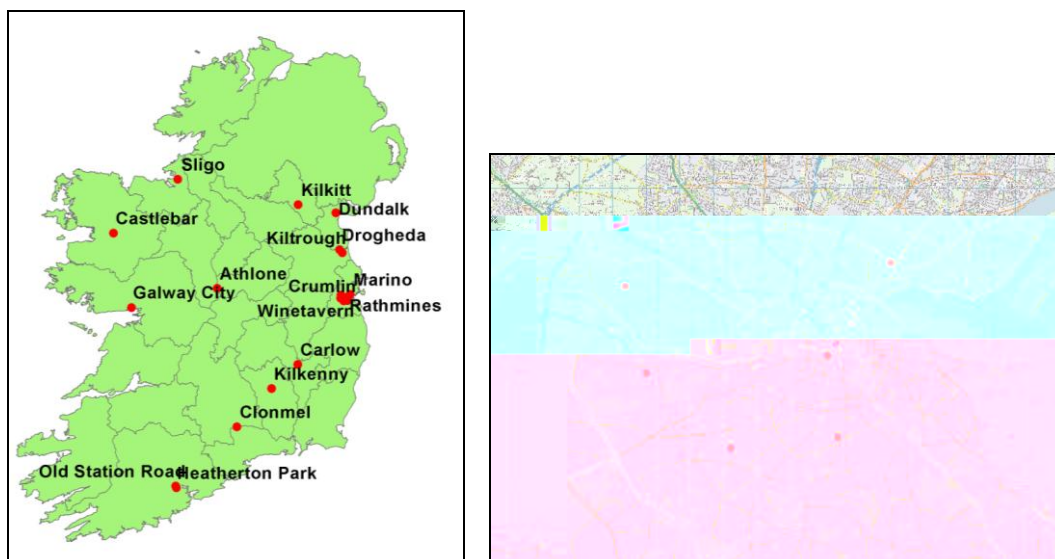 Sligo
Kilkitt
Dundalk
Castlebar
Kiltrough
Drogheda
Athlone
Marino
Crumlin
Galway City
Rathmines
Winetavern
Carlow
Kilkenny
Clonmel
Old Station Road
Heatherton Park